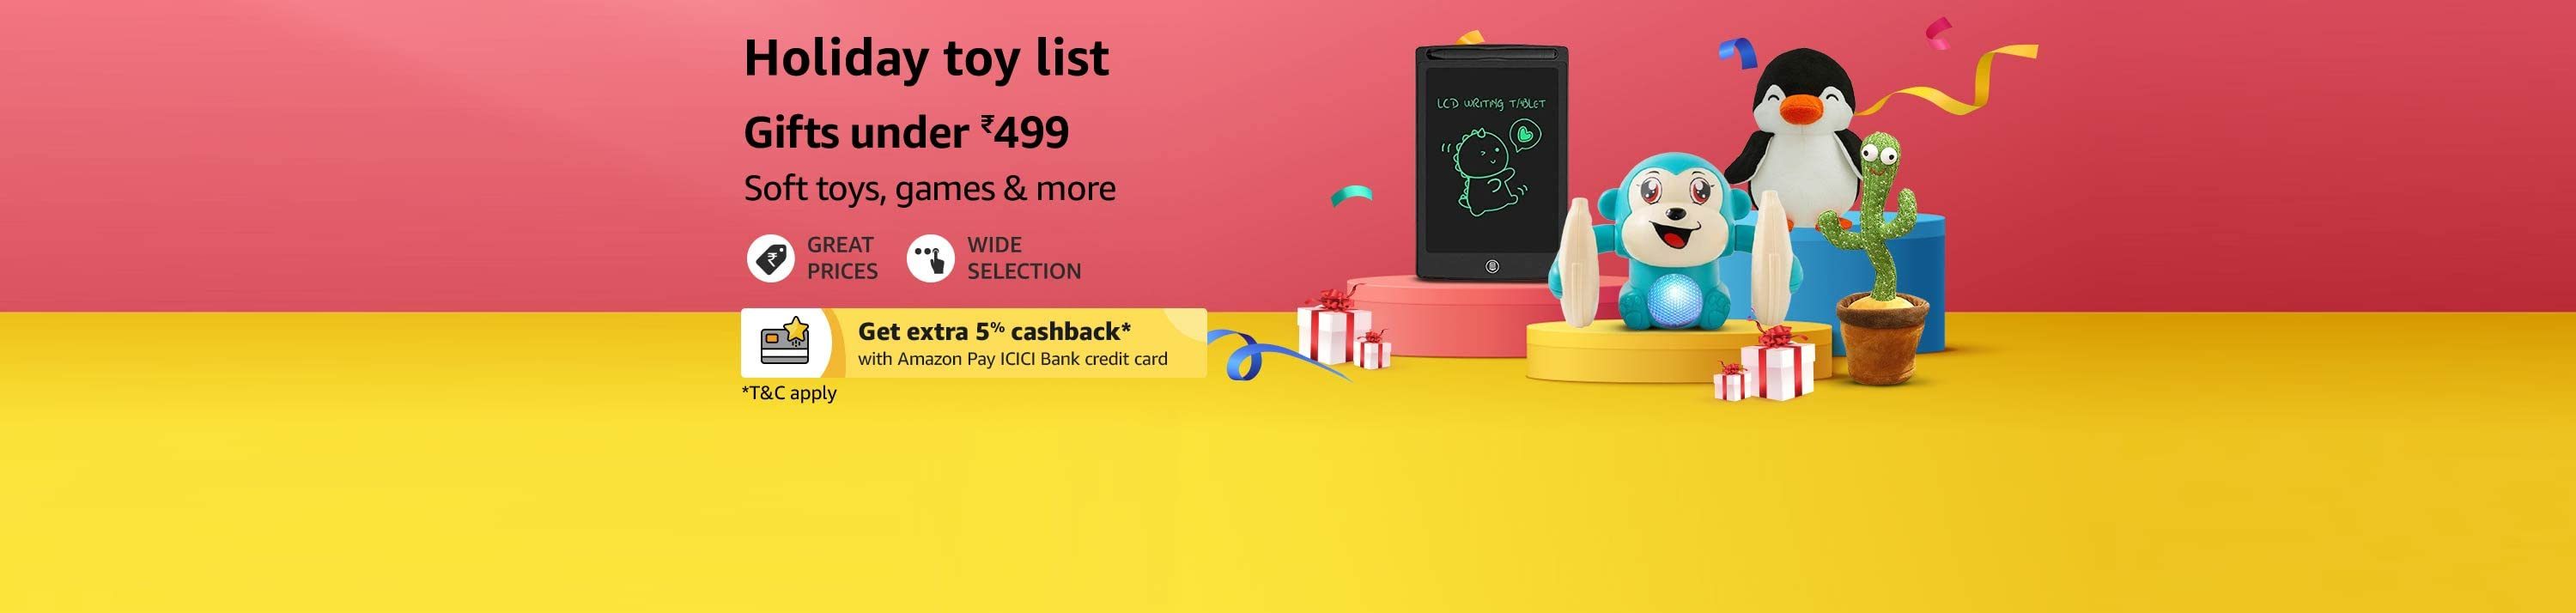 Holiday toy list
Gifts under ₹499
Soft toys, games & more
GREAT
PRICES
WIDE
SELECTION
Get extra 5% cashback*
with Amazon Pay ICICI Bank credit card
*T&C apply
LCD WRITING TABLET